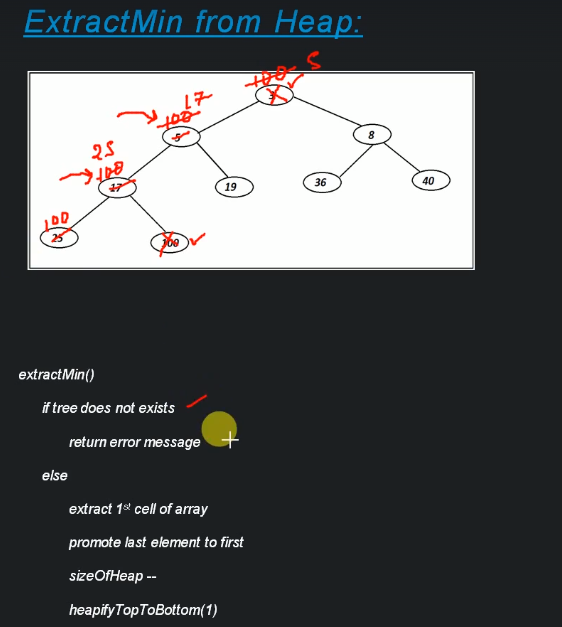 ExtractMin from Heap:
100 5
3
17
100
5
8
25
100
17
19
36
40
100
25
100
extractMin()
if tree does not exists
return error message
else
extract 1st cell of array
promote last element to first
sizeOfHeap --
heapifyTopToBottom(1)